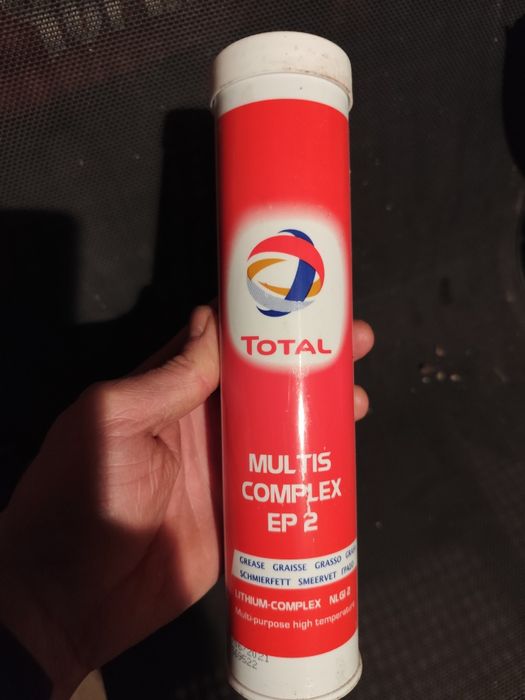 TOTAL
MULTIS
COMPLEX
EP 2
GREASE GRAISSE GRASSO
SCHMIERFETT SMEERVET
LITHIUM-COMPLEX NLGI 2
Multi-purpose high temperature